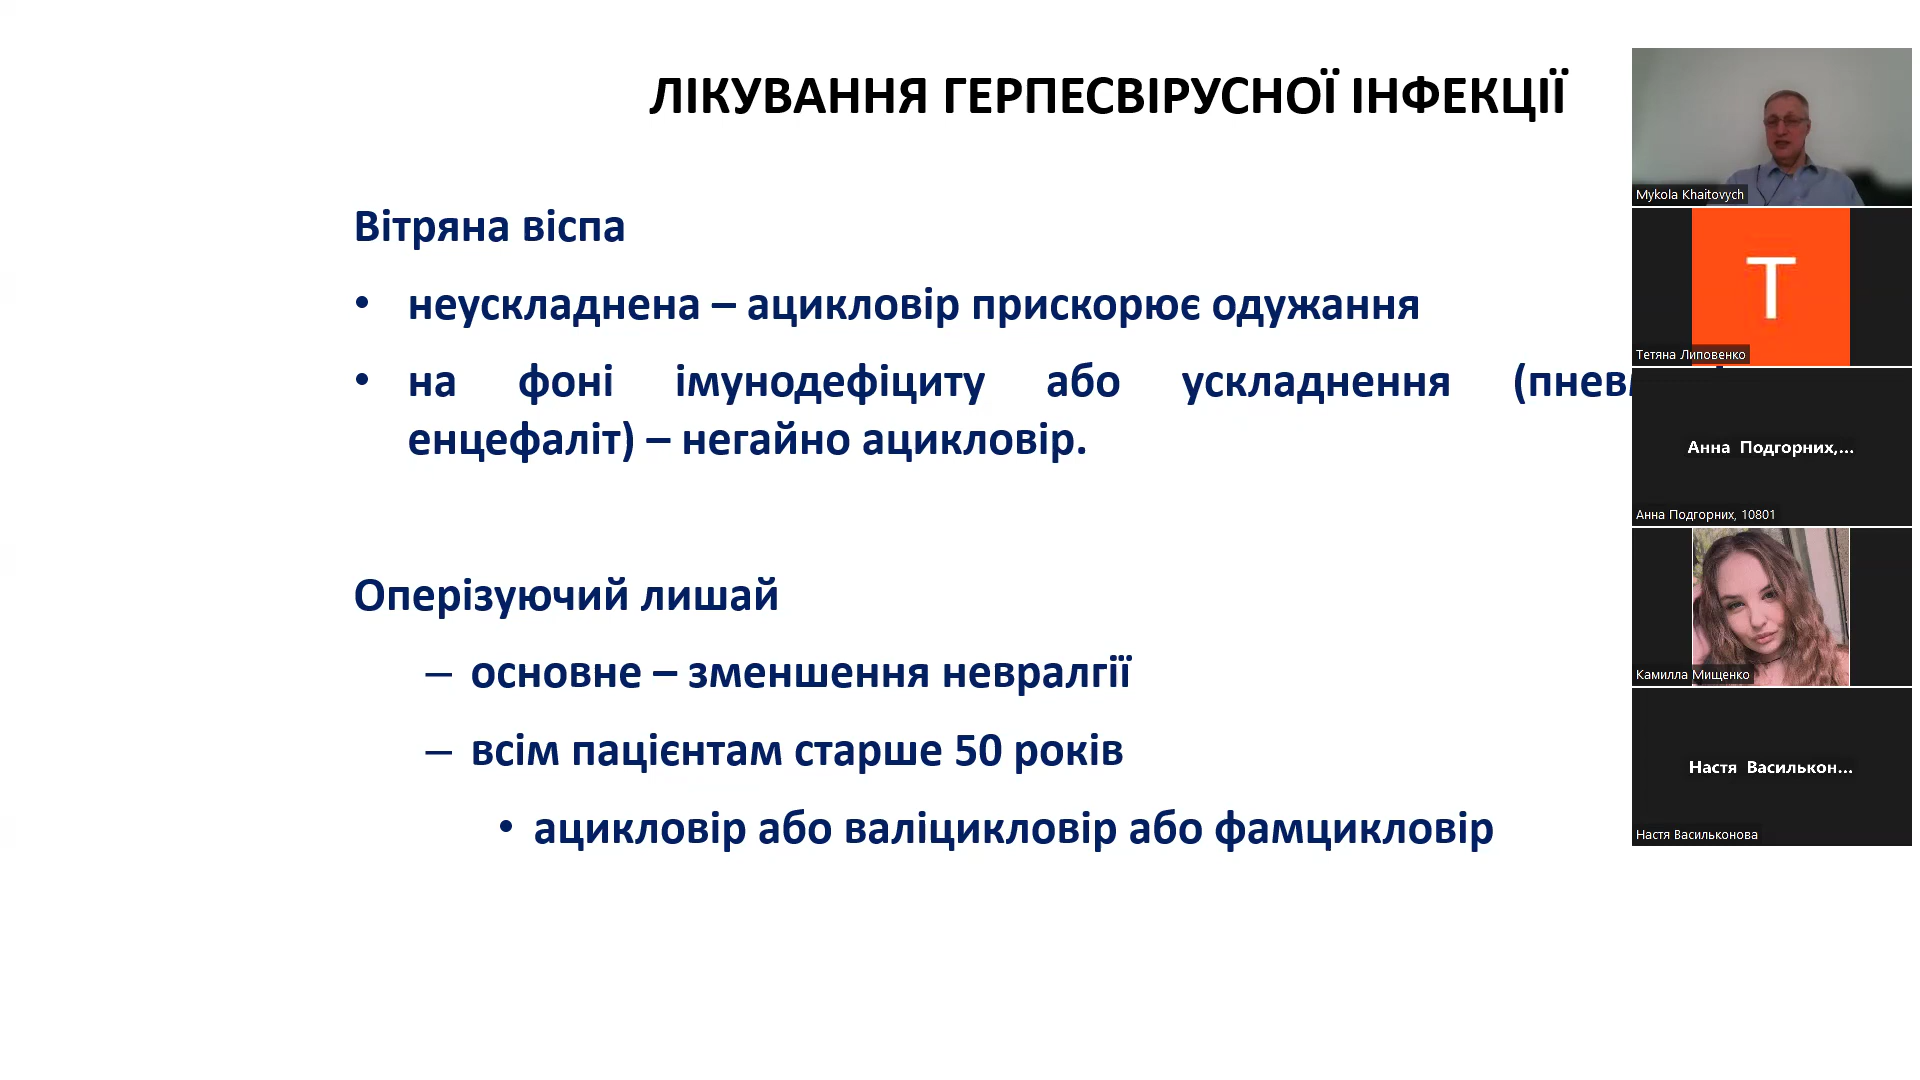 ЛІКУВАННЯ ГЕРПЕСВІРУСНОЇ ІНФЕКЦІЇ
Вітряна віспа
• неускладнена – ацикловір прискорює одужання
• на фоні імунодефіциту або ускладнення
енцефаліт) – негайно ацикловір.
Оперізуючий лишай
– основне – зменшення невралгії
– всім пацієнтам старше 50 років
• ацикловір або валіцикловір або фамцикловір
Mykola Khaitovych
T
Тетяна Липовенко
Анна Подгорних,...
Анна Подгорних, 10801
Камилла Мищенко
Настя Василькон...
Настя Васильконова